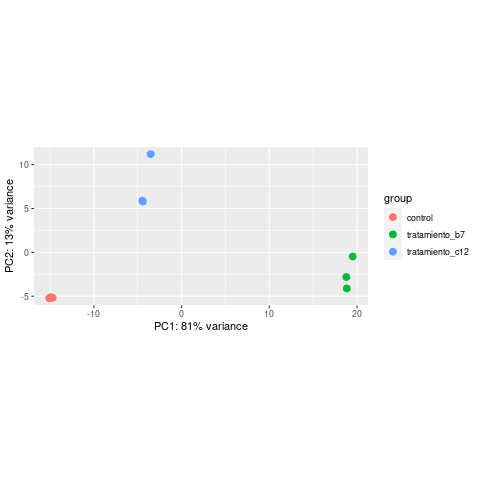 10
5
0
-5
PC2: 13% variance
-10
0
10
20
PC1: 81% variance
group
control
tratamiento_b7
tratamiento_c12